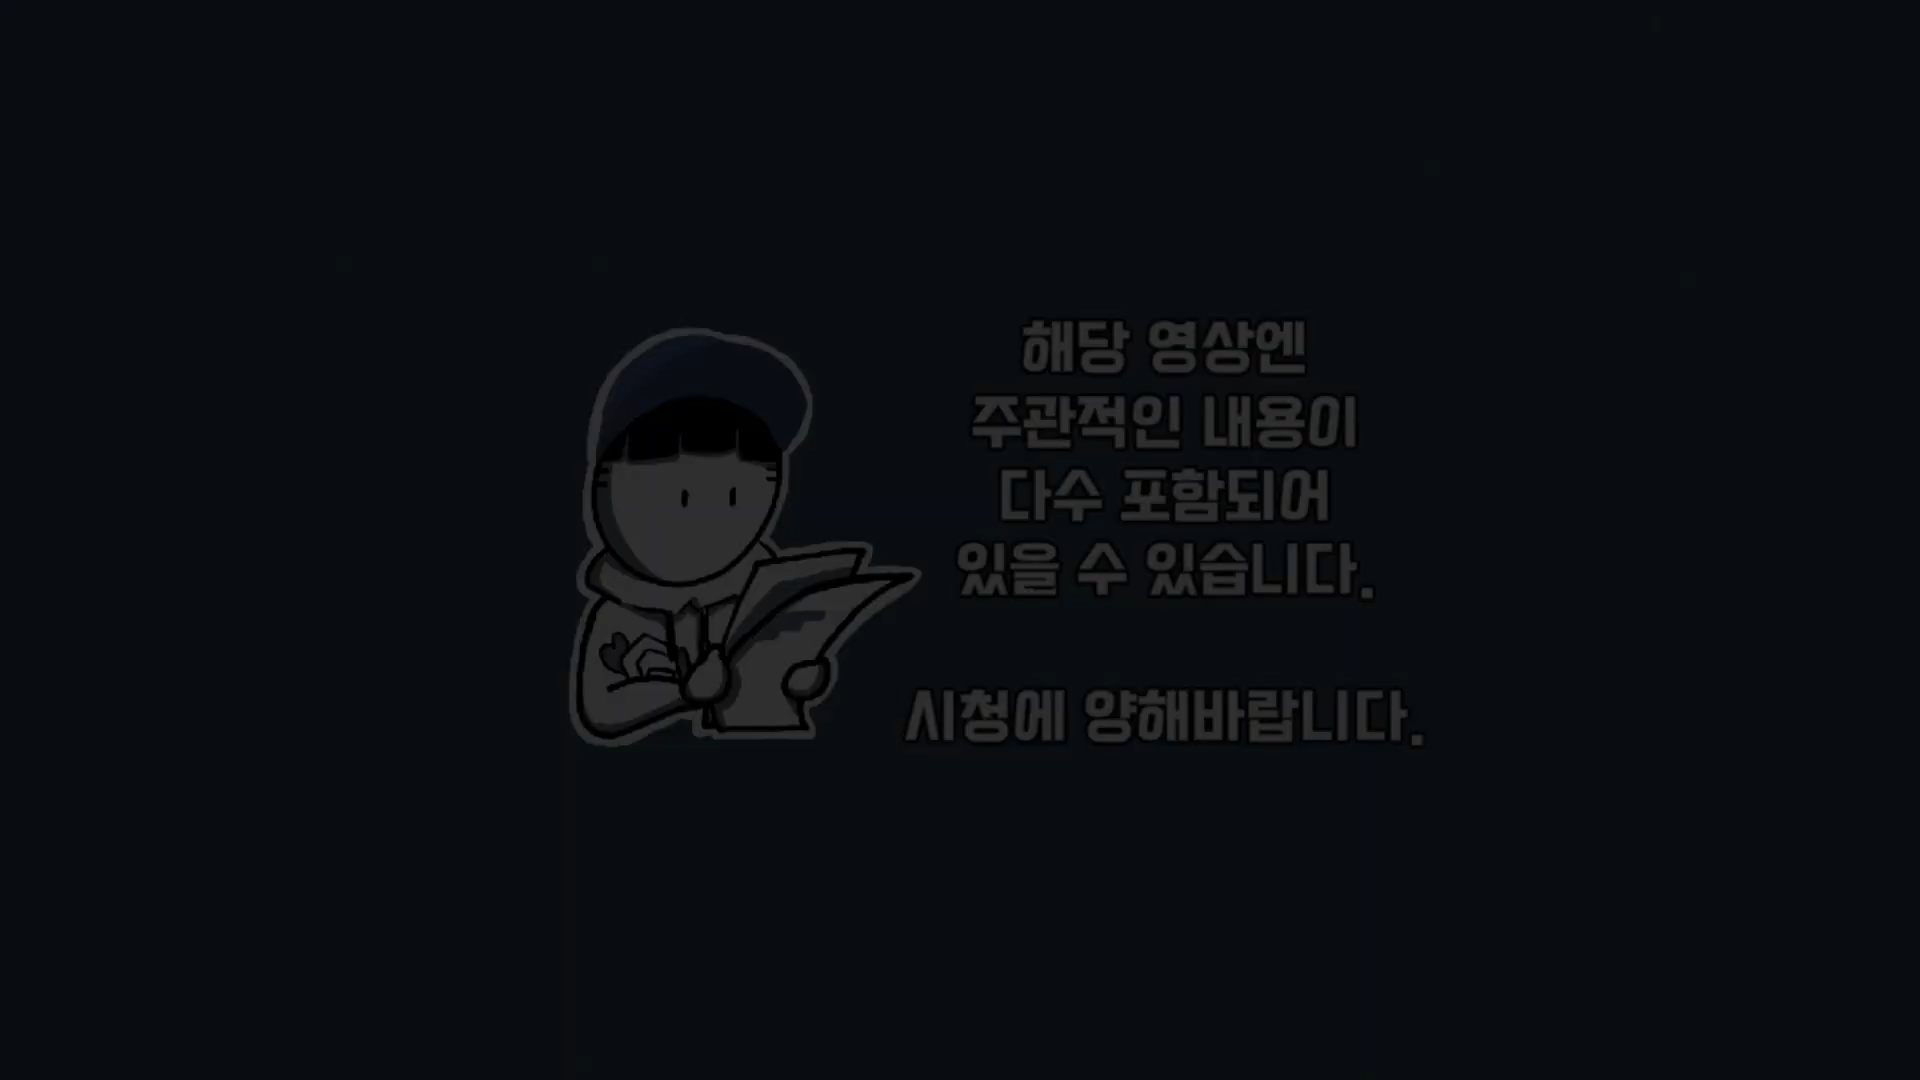 해당 영상엔
주관적인 내용이
다수 포함되어
있을 수 있습니다.
시청에 양해바랍니다.